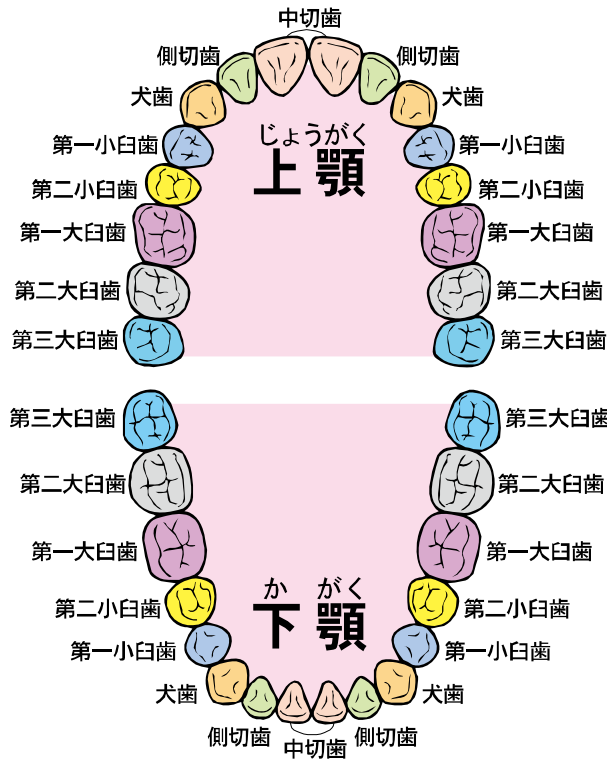 中切歯
側切歯 側切歯
犬歯 犬歯
第一小臼歯 第一小臼歯
じょうがく
上顎
第二小臼歯 第二小臼歯
第一大臼歯 第一大臼歯
第二大臼歯 第二大臼歯
第三大臼歯 第三大臼歯
第三大臼歯 第三大臼歯
第二大臼歯 第二大臼歯
第一大臼歯 第一大臼歯
か がく
下顎
第二小臼歯 第二小臼歯
第一小臼歯 第一小臼歯
犬歯 犬歯
側切歯 側切歯
中切歯